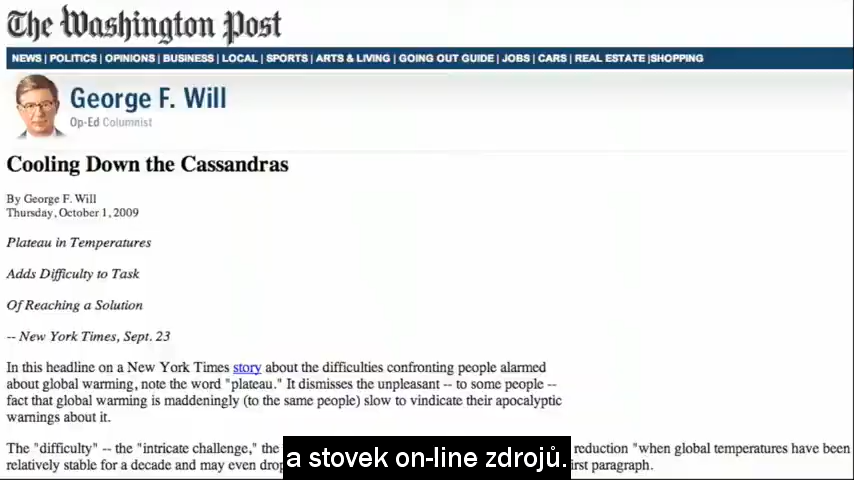 The Washington Post
NEWS | POLITICS | OPINIONS | BUSINESS | LOCAL | SPORTS | ARTS & LIVING | GOING OUT GUIDE | JOBS | CARS | REAL ESTATE |SHOPPING
George F. Will
Op-Ed Columnist
Cooling Down the Cassandras
By George F. Will
Thursday, October 1, 2009
Plateau in Temperatures
Adds Difficulty to Task
Of Reaching a Solution
-- New York Times, Sept. 23
In this headline on a New York Times story about the difficulties confronting people alarmed
about global warming, note the word "plateau." It dismisses the unpleasant -- to some people --
fact that global warming is maddeningly (to the same people) slow to vindicate their apocalyptic
warnings about it.
The "difficulty" -- the "intricate challenge," the reduction "when global temperatures have been
relatively stable for a decade and may even paragraph.
a stovek on-line zdrojů.